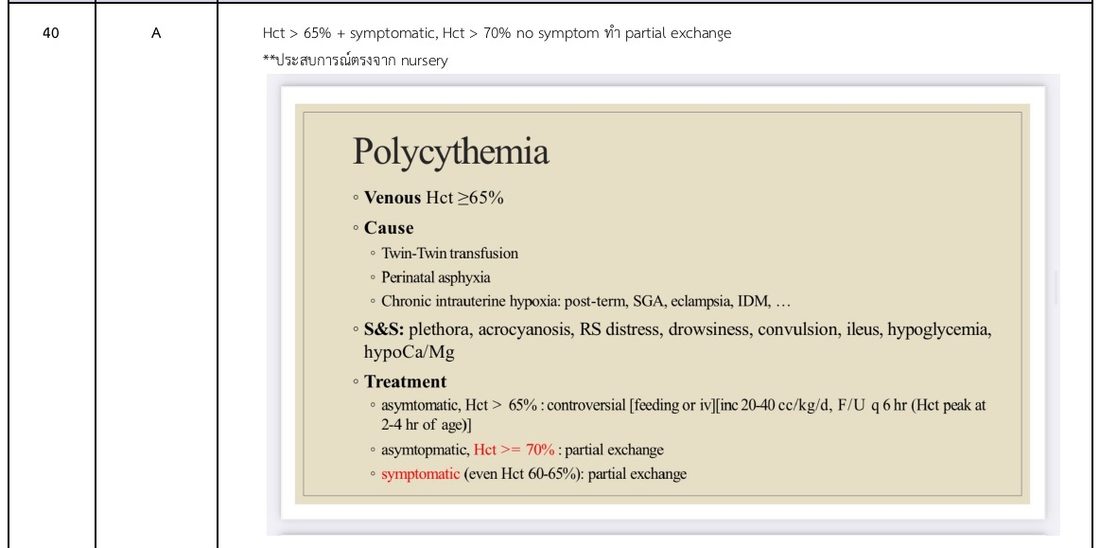 40
A
Hct > 65% + symptomatic, Hct > 70% no symptom ทำ partial exchange
**ประสบการณ์ตรงจาก nursery
Polycythemia
◦ Venous Hct ≥65%
◦ Cause
◦ Twin-Twin transfusion
◦ Perinatal asphyxia
◦ Chronic intrauterine hypoxia: post-term, SGA, eclampsia, IDM, …
◦ S&S: plethora, acrocyanosis, RS distress, drowsiness, convulsion, ileus, hypoglycemia,
hypoCa/Mg
◦ Treatment
◦ asymtomatic, Hct > 65% : controversial [feeding or iv][inc 20-40 cc/kg/d, F/U q 6 hr (Hct peak at
2-4 hr of age)]
◦ asymtopmatic, Hct >= 70% : partial exchange
◦ symptomatic (even Hct 60-65%): partial exchange